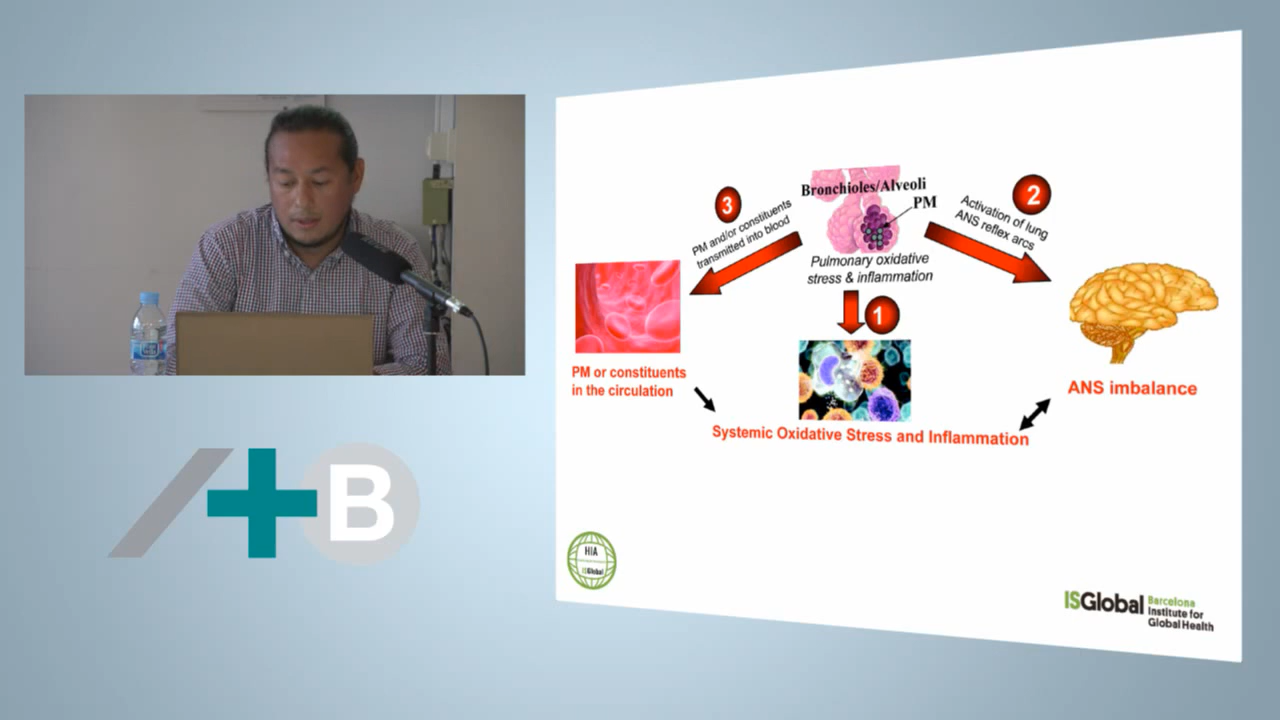 B
3
PM and/or constituents
transmitted into blood
Bronchioles/Alveoli
PM
Pulmonary oxidative
stress & inflammation
2
Activation of lung
ANS reflex arcs
1
PM or constituents
in the circulation
ANS imbalance
Systemic Oxidative Stress and Inflammation
HIA
ISGlobal
ISGlobal
Barcelona
Institute for
Global Health